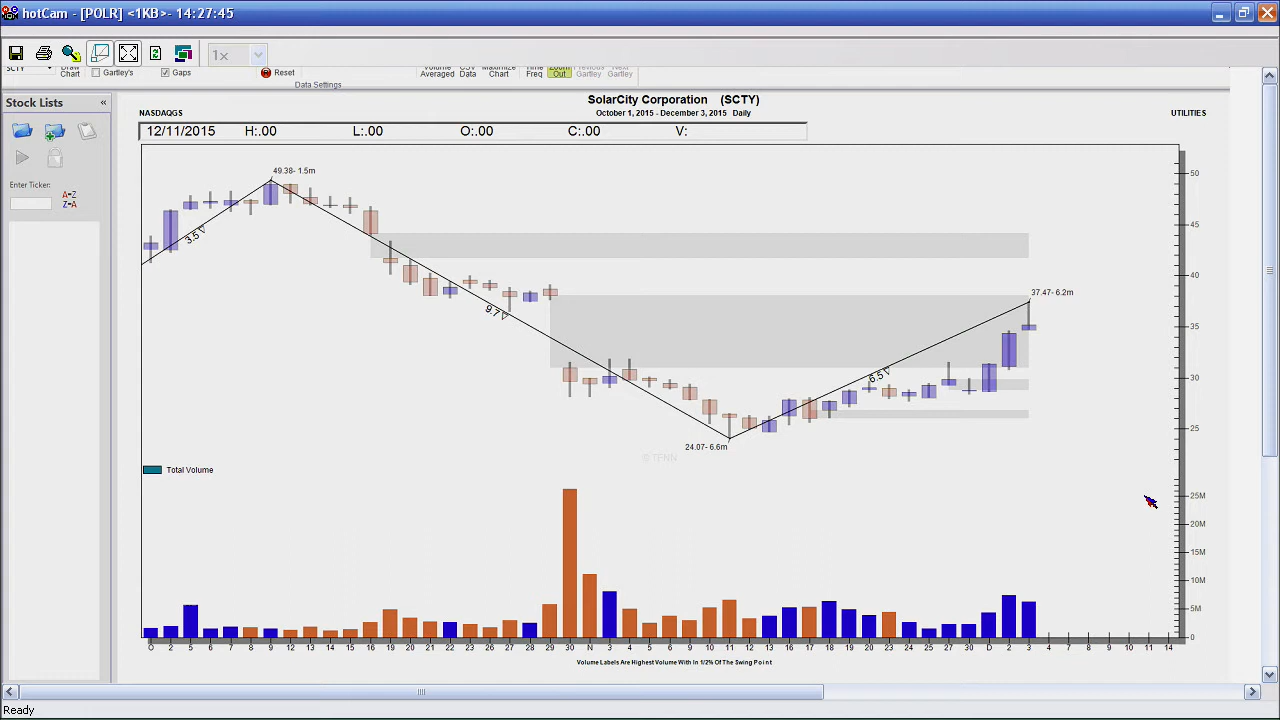 hotCam - [POLR] <1KB> - 14:27:45
1x
SCTY
Draw Chart
Gartley's
Gaps
Reset
Volume Averaged
CSV Data
Maximize Chart
Time Freq
Zoom Out
Previous Gartley
Next Gartley
Data Settings
Stock Lists
«
SolarCity Corporation (SCTY)
NASDAQGS
October 1, 2015 - December 3, 2015 Daily
UTILITIES
12/11/2015 H:.00 L:.00 O:.00 C:.00 V:
Enter Ticker:
A-Z
Z-A
49.38- 1.5m
3.5 V
9.7 V
37.47- 6.2m
6.5 V
24.07- 6.6m
© TFNN
50
45
40
35
30
25
Total Volume
25M
20M
15M
10M
5M
0
O 2 5 6 7 8 9 12 13 14 15 16 19 20 21 22 23 26 27 28 29 30 N 3 4 5 6 9 10 11 12 13 16 17 18 19 20 23 24 25 27 30 D 2 3 4 7 8 9 10 11 14
Volume Labels Are Highest Volume With In 1/2% Of The Swing Point
Ready